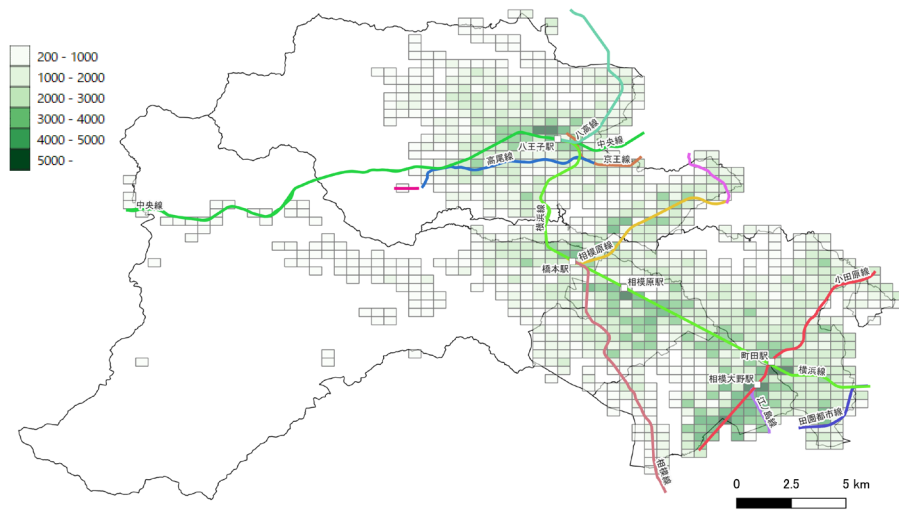 200 - 1000
1000 - 2000
2000 - 3000
3000 - 4000
4000 - 5000
5000 -
八高線
八王子駅
中央線
高尾線
京王線
中央線
横浜線
相模原線
橋本駅
小田原線
相模原駅
町田駅
横浜線
相模大野駅
江ノ島線
田園都市線
相模線
0 2.5 5 km